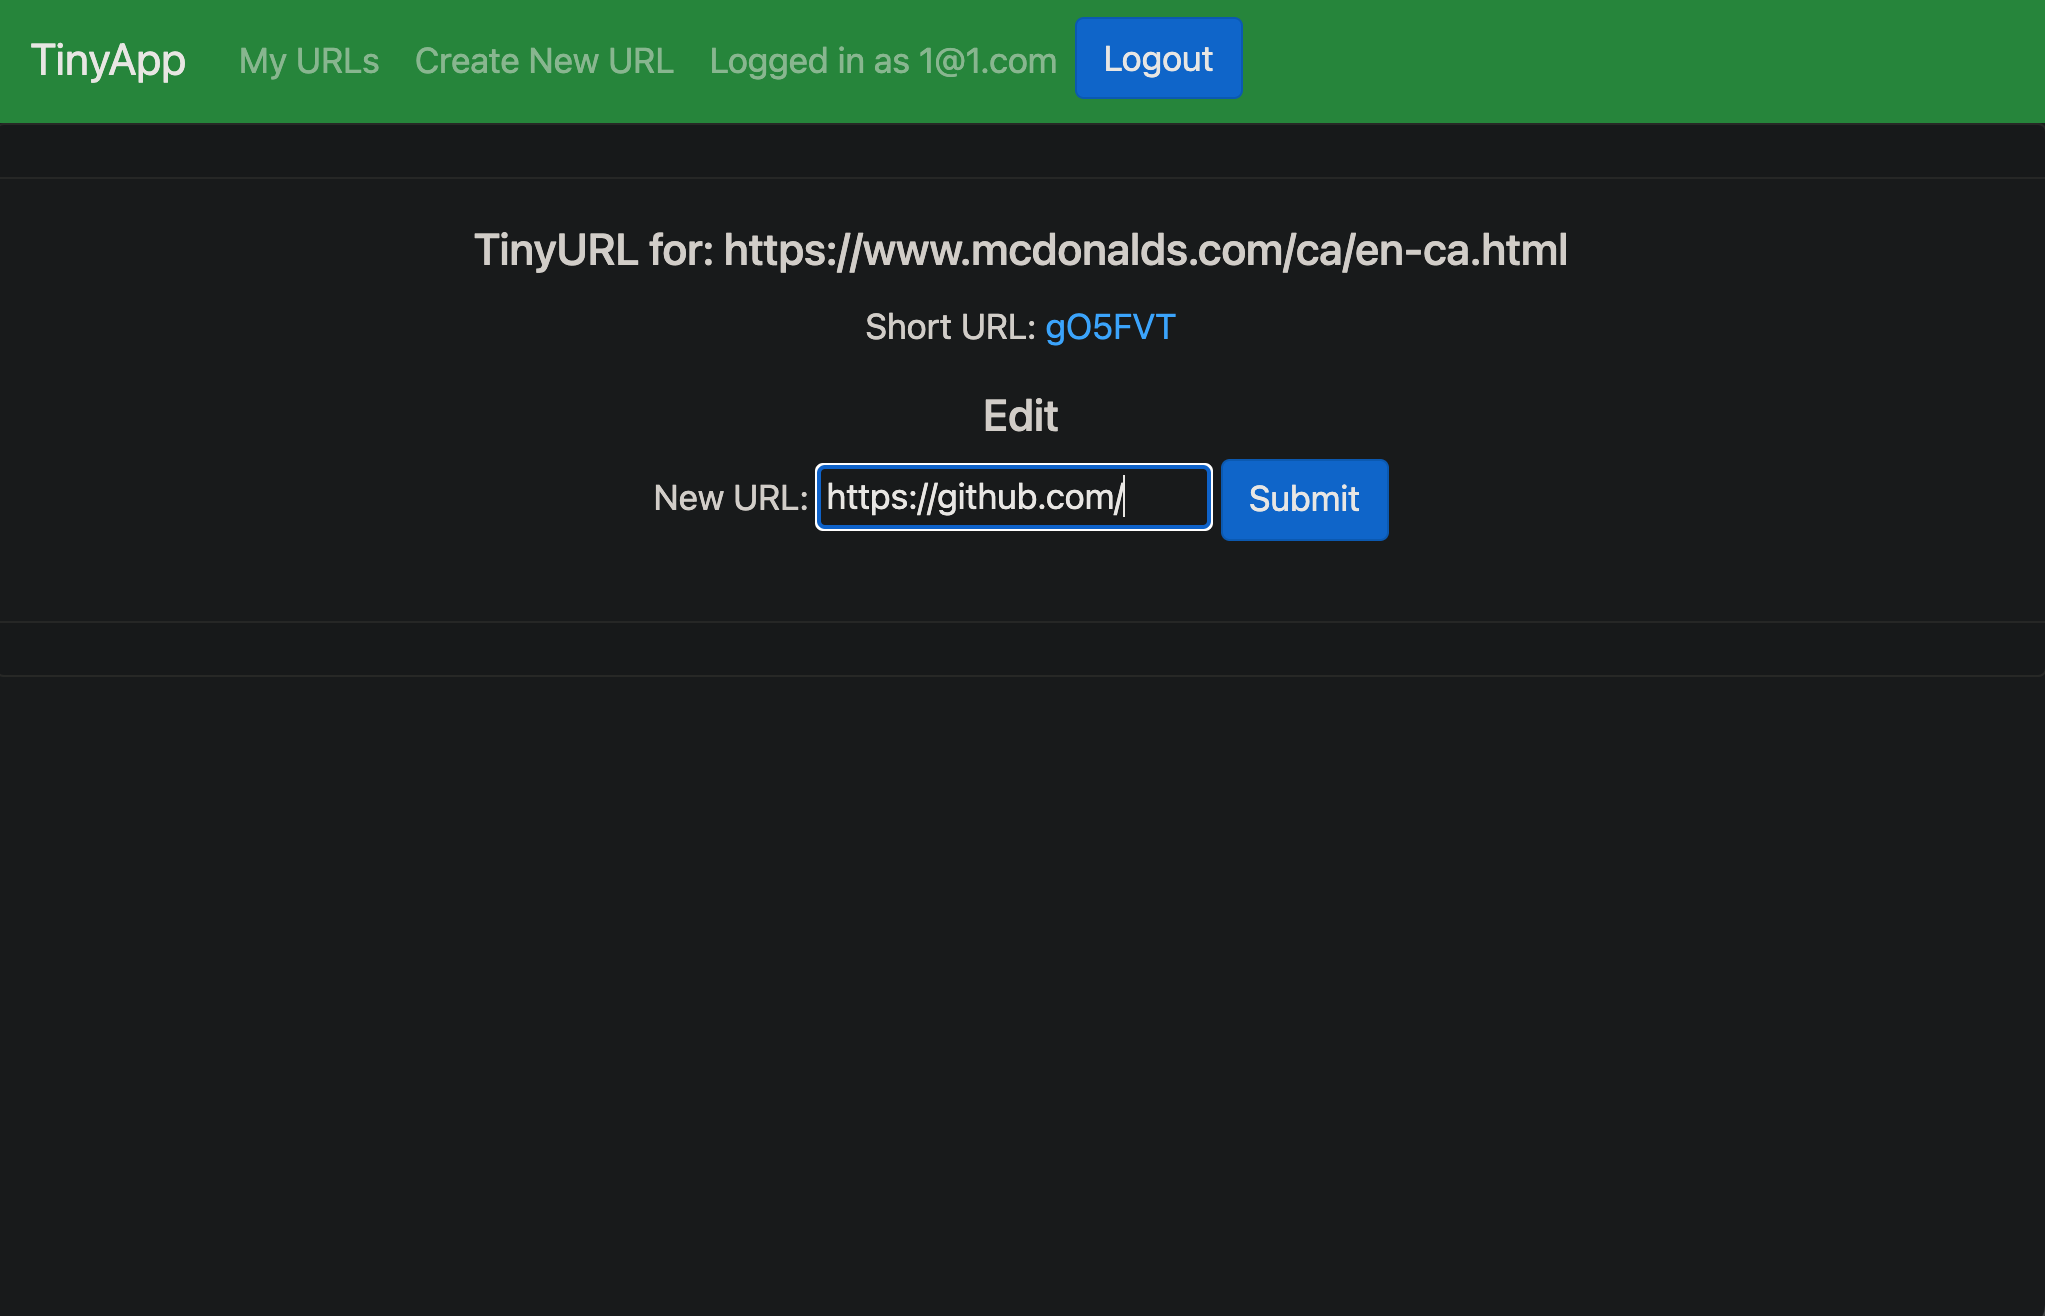 TinyApp My URLs Create New URL Logged in as 1@1.com Logout
TinyURL for: https://www.mcdonalds.com/ca/en-ca.html
Short URL: gO5FVT
Edit
New URL: https://github.com/ Submit